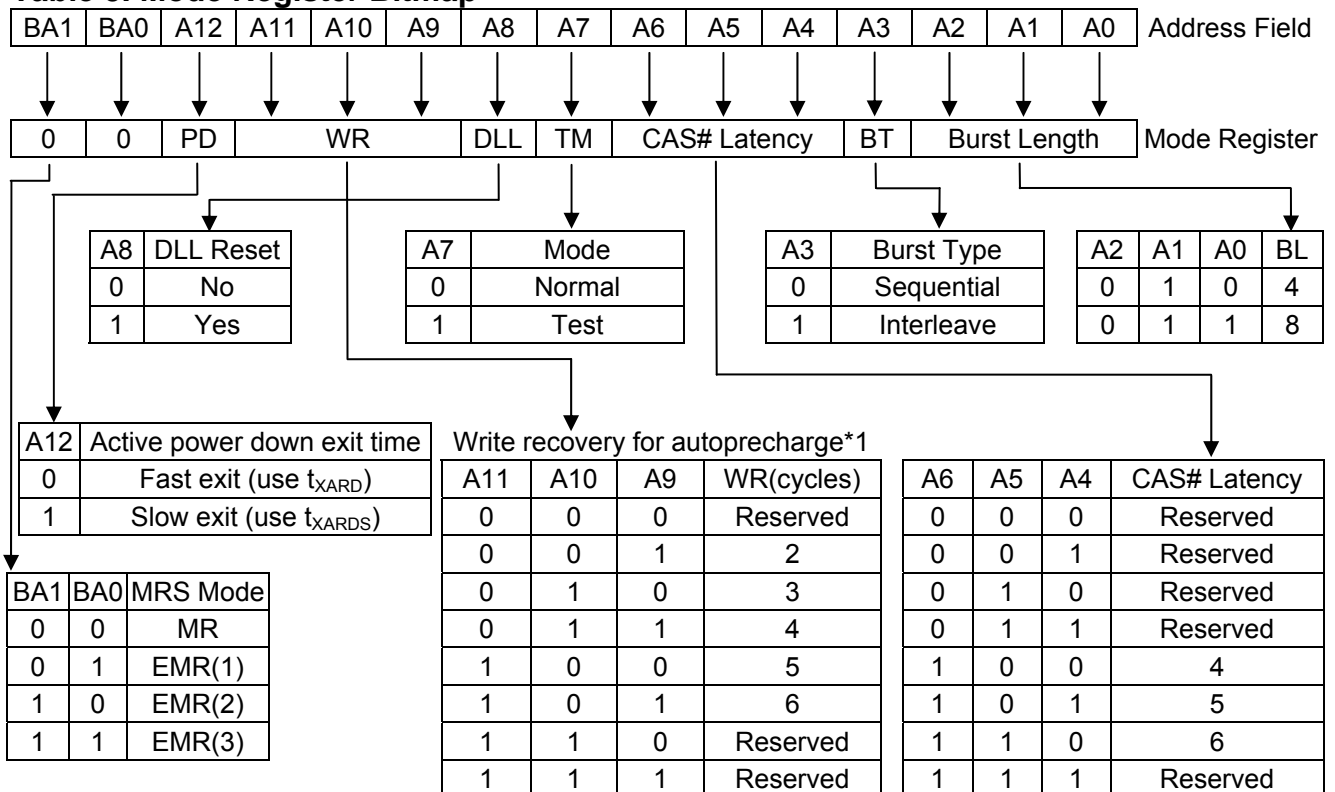 BA1 BA0 A12 A11 A10 A9 A8 A7 A6 A5 A4 A3 A2 A1 A0 Address Field
0 0 PD WR DLL TM CAS# Latency BT Burst Length Mode Register
A8 DLL Reset
0 No
1 Yes
A7 Mode
0 Normal
1 Test
A3 Burst Type
0 Sequential
1 Interleave
A2 A1 A0 BL
0 1 0 4
0 1 1 8
A12 Active power down exit time
0 Fast exit (use tXARD)
1 Slow exit (use tXARDS)
BA1 BA0 MRS Mode
0 0 MR
0 1 EMR(1)
1 0 EMR(2)
1 1 EMR(3)
Write recovery for autoprecharge*1
A11 A10 A9 WR(cycles)
0 0 0 Reserved
0 0 1 2
0 1 0 3
0 1 1 4
1 0 0 5
1 0 1 6
1 1 0 Reserved
1 1 1 Reserved
A6 A5 A4 CAS# Latency
0 0 0 Reserved
0 0 1 Reserved
0 1 0 Reserved
0 1 1 Reserved
1 0 0 4
1 0 1 5
1 1 0 6
1 1 1 Reserved